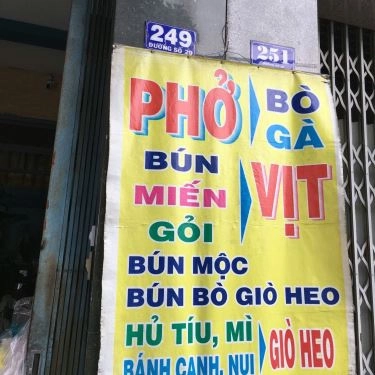 249
ĐƯỜNG SỐ 20
251
PHỞ BÒ
GÀ
BÚN
MIẾN VỊT
GỎI
BÚN MỘC
BÚN BÒ GIÒ HEO
HỦ TÍU, MÌ
BÁNH CANH, NUI GIÒ HEO